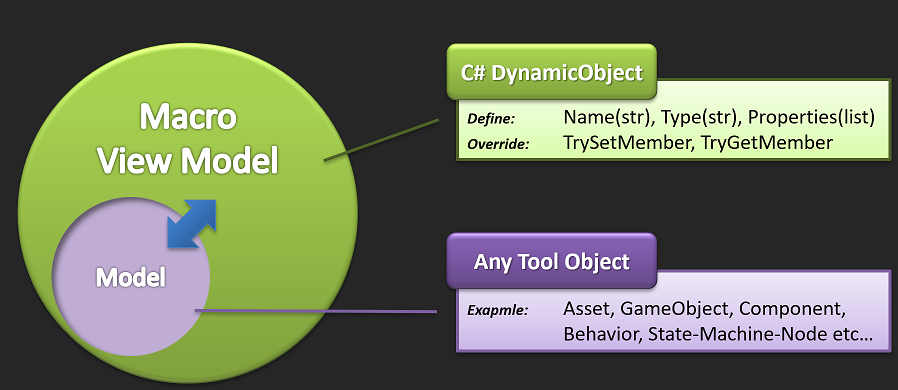 Macro
View Model
Model
C# DynamicObject
Define: Name(str), Type(str), Properties(list)
Override: TrySetMember, TryGetMember
Any Tool Object
Exapmle: Asset, GameObject, Component,
Behavior, State-Machine-Node etc...